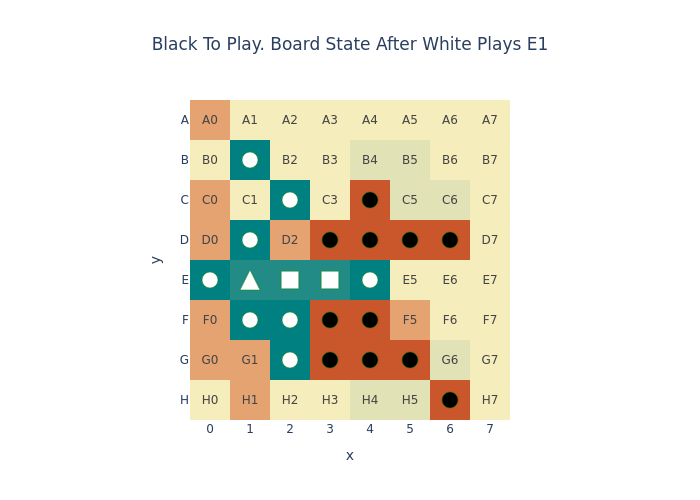 Black To Play. Board State After White Plays E1
A A0 A1 A2 A3 A4 A5 A6 A7
B B0 B2 B3 B4 B5 B6 B7
C C0 C1 C3 C5 C6 C7
D D0 D2 D7
E E5 E6 E7
F F0 F5 F6 F7
G G0 G1 G6 G7
H H0 H1 H2 H3 H4 H5 H7
0 1 2 3 4 5 6 7
x
y